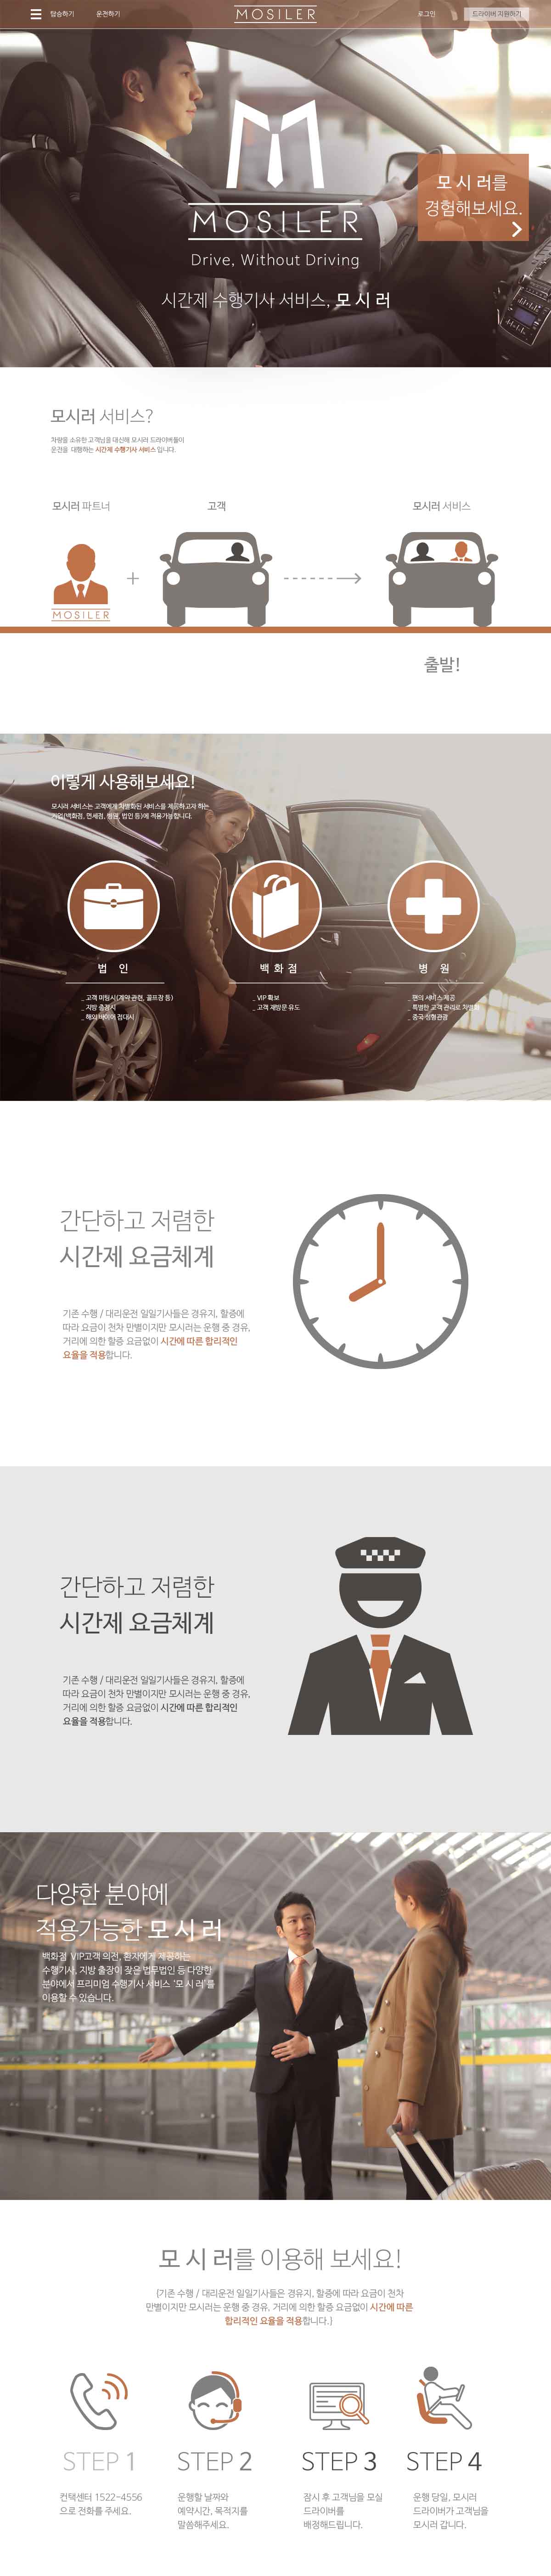 탑승하기
운전하기
MOSILER
로그인
드라이버 지원하기
모 시 러를
경험해보세요.
MOSILER
Drive, Without Driving
시간제 수행기사 서비스, 모 시 러
모시러 서비스?
차량을 소유한 고객님을 대신해 모시러 드라이버들이
운전을 대행하는 시간제 수행기사 서비스 입니다.
모시러 파트너
고객
모시러 서비스
MOSILER
출발!
이렇게 사용해보세요!
모시러 서비스는 고객에게 차별화된 서비스를 제공하고자 하는
기업(백화점, 면세점, 병원, 법인 등)에 적용가능합니다.
법 인
백 화 점
병 원
_ 고객 미팅시(계약 관련, 골프장 등)
_ 지방 출장시
_ 해외 바이어 접대시
_ VIP 확보
_ 고객 재방문 유도
_ 편의 서비스 제공
_ 특별한 고객 관리로 차별화
_ 중국 성형관광
간단하고 저렴한
시간제 요금체계
기존 수행 / 대리운전 일일기사들은 경유지, 할증에
따라 요금이 천차 만별이지만 모시러는 운행 중 경유,
거리에 의한 할증 요금없이 시간에 따른 합리적인
요율을 적용합니다.
간단하고 저렴한
시간제 요금체계
기존 수행 / 대리운전 일일기사들은 경유지, 할증에
따라 요금이 천차 만별이지만 모시러는 운행 중 경유,
거리에 의한 할증 요금없이 시간에 따른 합리적인
요율을 적용합니다.
다양한 분야에
적용가능한 모 시 러
백화점 VIP고객 의전, 환자에게 제공하는
수행기사, 지방 출장이 잦은 법무법인 등 다양한
분야에서 프리미엄 수행기사 서비스 '모 시 러'를
이용할 수 있습니다.
모 시 러를 이용해 보세요!
{기존 수행 / 대리운전 일일기사들은 경유지, 할증에 따라 요금이 천차
만별이지만 모시러는 운행 중 경유, 거리에 의한 할증 요금없이 시간에 따른
합리적인 요율을 적용합니다.}
STEP 1
STEP 2
STEP 3
STEP 4
컨택센터 1522-4556
으로 전화를 주세요.
운행할 날짜와
예약시간, 목적지를
말씀해주세요.
잠시 후 고객님을 모실
드라이버를
배정해드립니다.
운행 당일, 모시러
드라이버가 고객님을
모시러 갑니다.